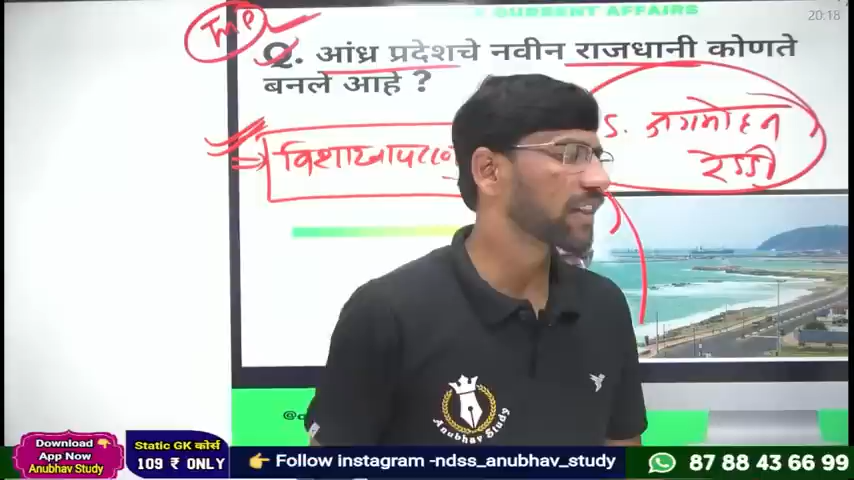 CURRENT AFFAIRS
20:18
Imp
Q. आंध्र प्रदेशचे नवीन राजधानी कोणते
बनले आहे ?
S. जगमोहन
रेड्डी
विशाखापट्टणम
Anubhav Study
Download
App Now
Anubhav Study
Static GK कोर्स
109 ₹ ONLY
Follow instagram -ndss_anubhav_study
87 88 43 66 99